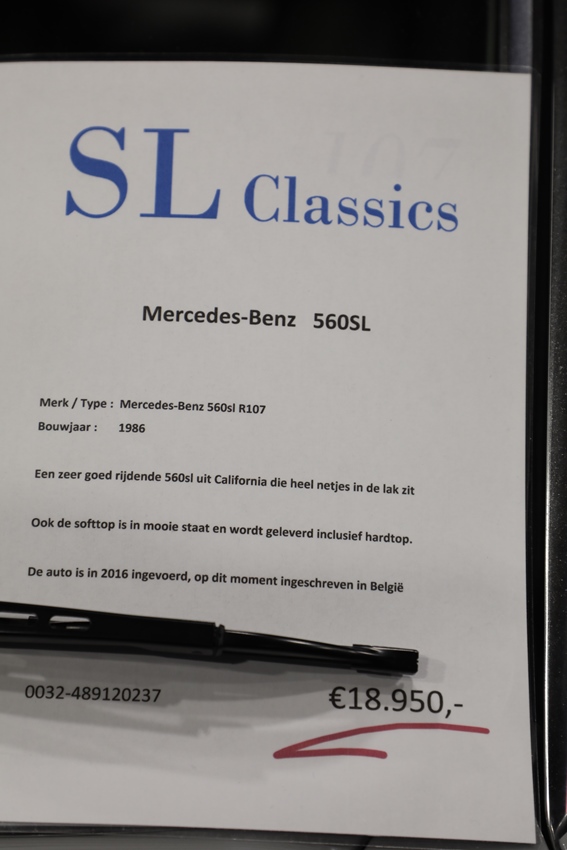 SL Classics
Mercedes-Benz 560SL
Merk / Type : Mercedes-Benz 560sl R107
Bouwjaar : 1986
Een zeer goed rijdende 560sl uit California die heel netjes in de lak zit
Ook de softtop is in mooie staat en wordt geleverd inclusief hardtop.
De auto is in 2016 ingevoerd, op dit moment ingeschreven in België
0032-489120237 €18.950,-